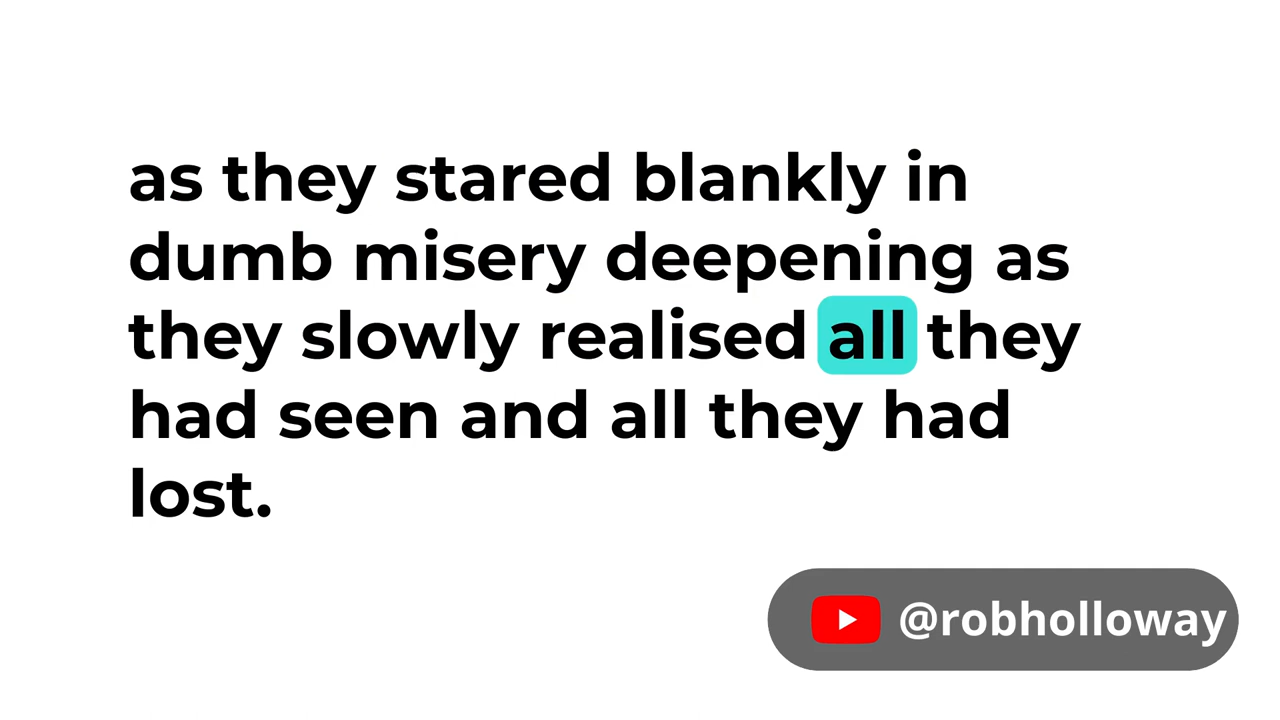 as they stared blankly in
dumb misery deepening as
they slowly realised all they
had seen and all they had
lost.
@robholloway